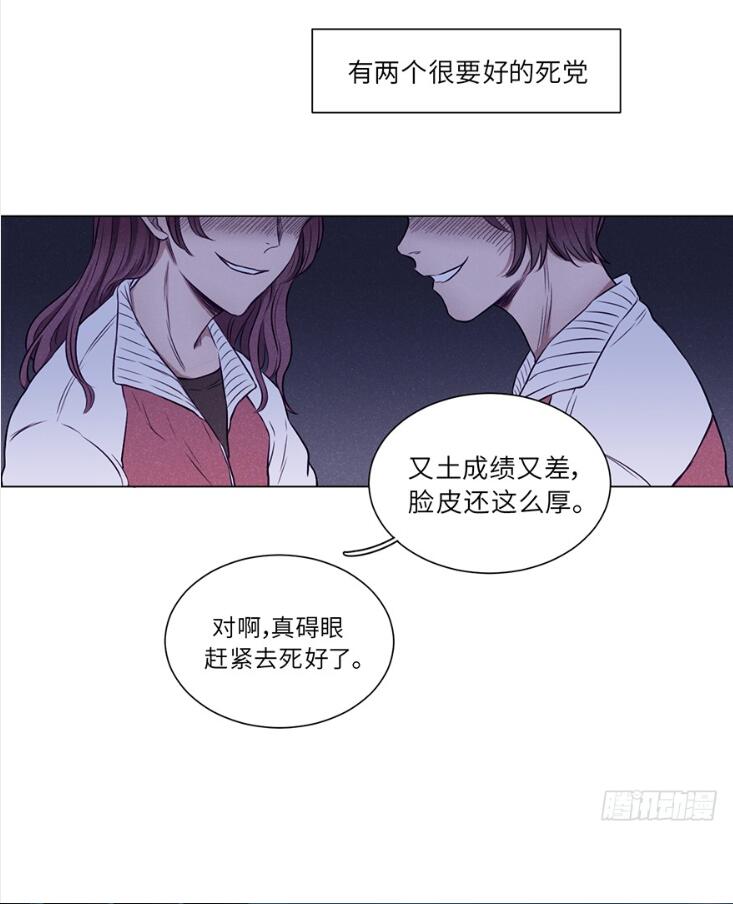 有两个很要好的死党
又土成绩又差，
脸皮还这么厚。
对啊，真碍眼
赶紧去死好了。
腾讯动漫